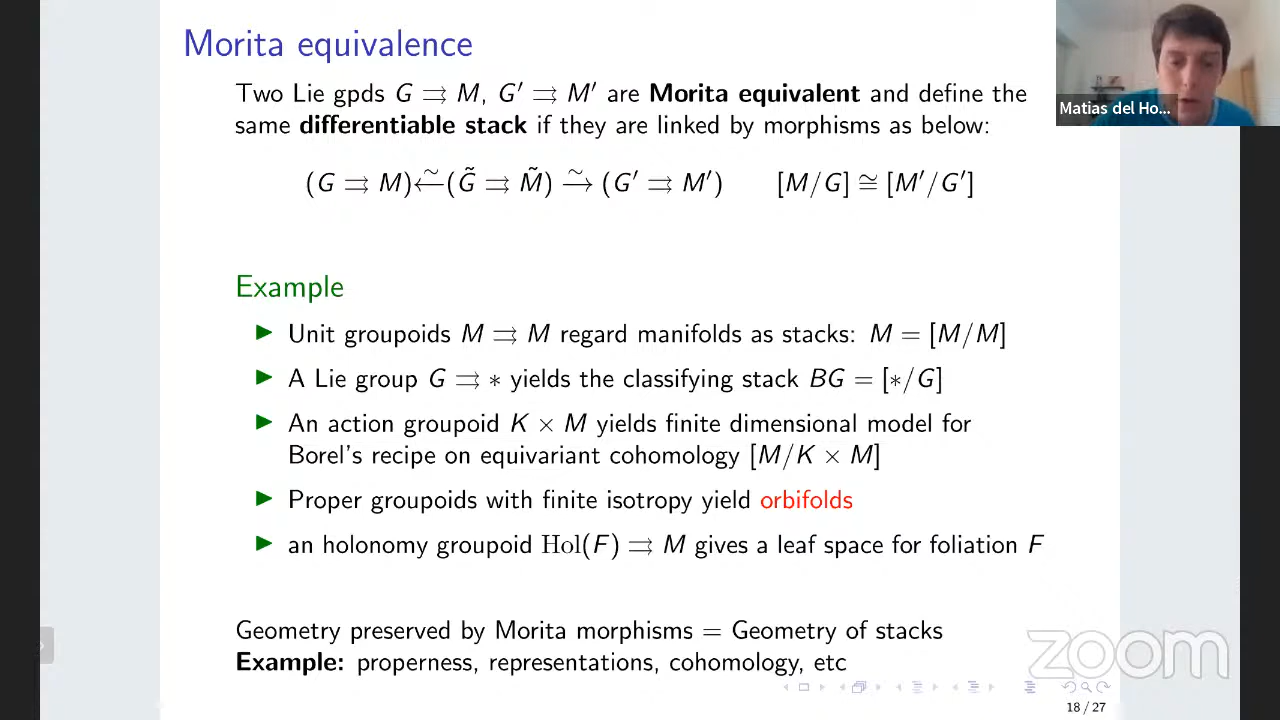 Morita equivalence
Two Lie gpds G ⇉ M, G′ ⇉ M′ are Morita equivalent and define the
same differentiable stack if they are linked by morphisms as below:
(G ⇉ M) ←∼ (G̃ ⇉ M̃) ∼→ (G′ ⇉ M′) [M/G] ≅ [M′/G′]
Example
▶ Unit groupoids M ⇉ M regard manifolds as stacks: M = [M/M]
▶ A Lie group G ⇉ * yields the classifying stack BG = [*/G]
▶ An action groupoid K × M yields finite dimensional model for
Borel's recipe on equivariant cohomology [M/K × M]
▶ Proper groupoids with finite isotropy yield orbifolds
▶ an holonomy groupoid Hol(F) ⇉ M gives a leaf space for foliation F
Geometry preserved by Morita morphisms = Geometry of stacks
Example: properness, representations, cohomology, etc
18 / 27
Matias del Ho...
zoom